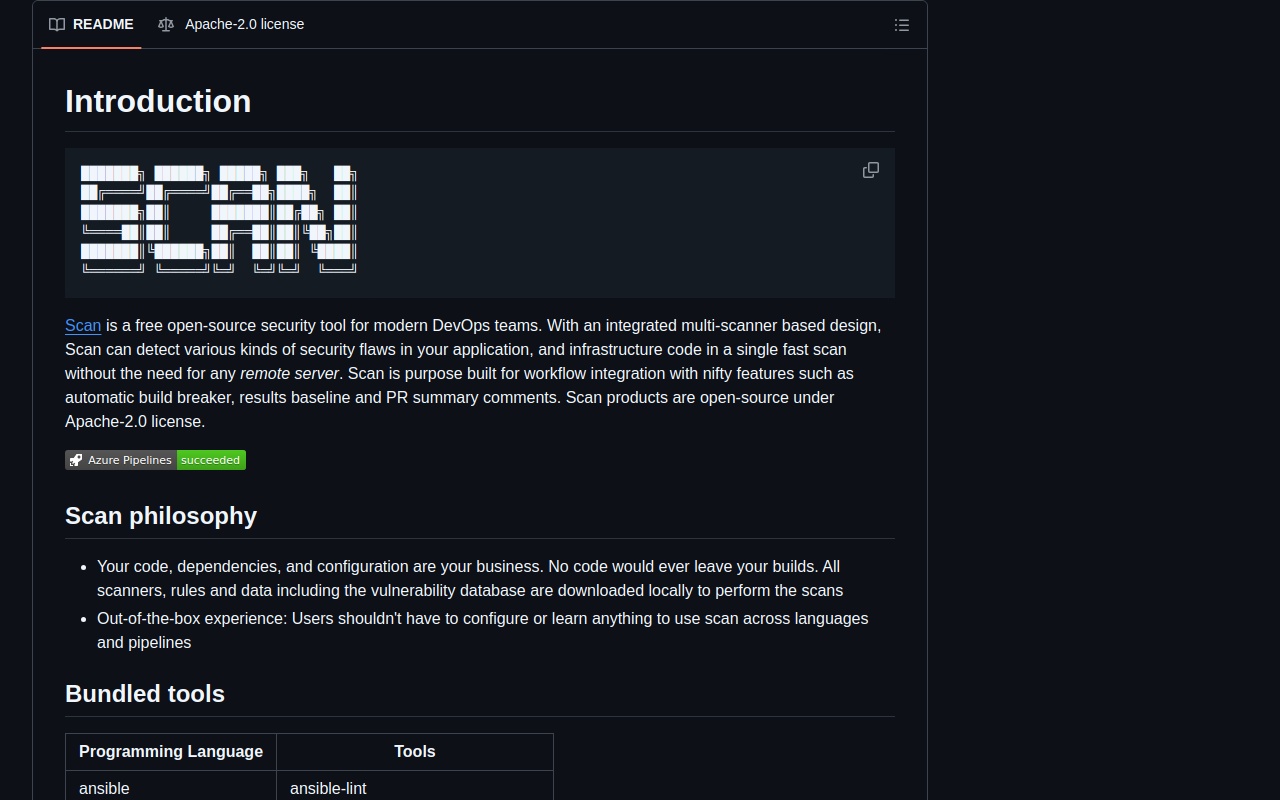 README
Apache-2.0 license
Introduction
███████╗ ██████╗ █████╗ ███╗   ██╗
██╔════╝██╔════╝██╔══██╗████╗  ██║
███████╗██║     ███████║██╔██╗ ██║
╚════██║██║     ██╔══██║██║╚██╗██║
███████║╚██████╗██║  ██║██║ ╚████║
╚══════╝ ╚═════╝╚═╝  ╚═╝╚═╝  ╚═══╝
Scan is a free open-source security tool for modern DevOps teams. With an integrated multi-scanner based design,
Scan can detect various kinds of security flaws in your application, and infrastructure code in a single fast scan
without the need for any remote server. Scan is purpose built for workflow integration with nifty features such as
automatic build breaker, results baseline and PR summary comments. Scan products are open-source under
Apache-2.0 license.
Azure Pipelines succeeded
Scan philosophy
• Your code, dependencies, and configuration are your business. No code would ever leave your builds. All
scanners, rules and data including the vulnerability database are downloaded locally to perform the scans
• Out-of-the-box experience: Users shouldn't have to configure or learn anything to use scan across languages
and pipelines
Bundled tools
Programming Language Tools
ansible ansible-lint